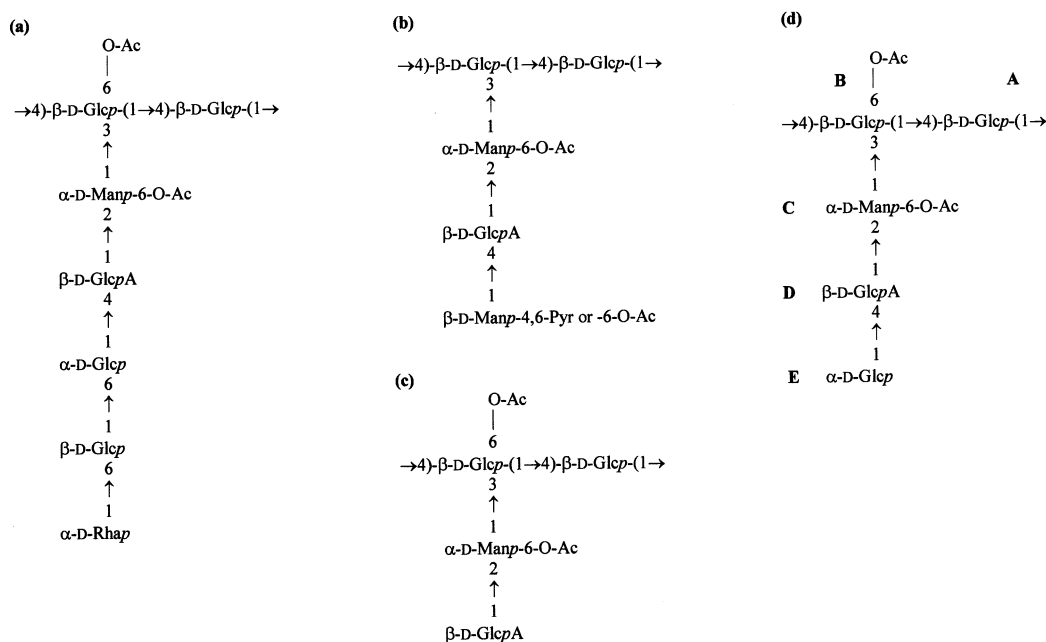 (a)
O-Ac
6
→4)-β-D-Glcp-(1→4)-β-D-Glcp-(1→
3
↑
1
α-D-Manp-6-O-Ac
2
↑
1
β-D-GlcpA
4
↑
1
α-D-Glcp
6
↑
1
β-D-Glcp
6
↑
1
α-D-Rhap
(b)
→4)-β-D-Glcp-(1→4)-β-D-Glcp-(1→
3
↑
1
α-D-Manp-6-O-Ac
2
↑
1
β-D-GlcpA
4
↑
1
β-D-Manp-4,6-Pyr or -6-O-Ac
(c)
O-Ac
6
→4)-β-D-Glcp-(1→4)-β-D-Glcp-(1→
3
↑
1
α-D-Manp-6-O-Ac
2
↑
1
β-D-GlcpA
(d)
O-Ac
B A
6
→4)-β-D-Glcp-(1→4)-β-D-Glcp-(1→
3
↑
1
C α-D-Manp-6-O-Ac
2
↑
1
D β-D-GlcpA
4
↑
1
E α-D-Glcp